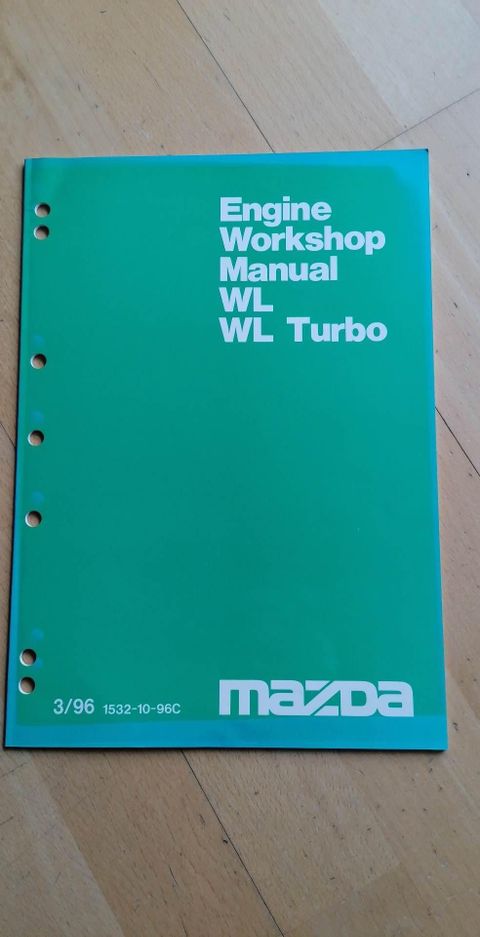 Engine
Workshop
Manual
WL
WL Turbo
3/96 1532-10-96C
mazda